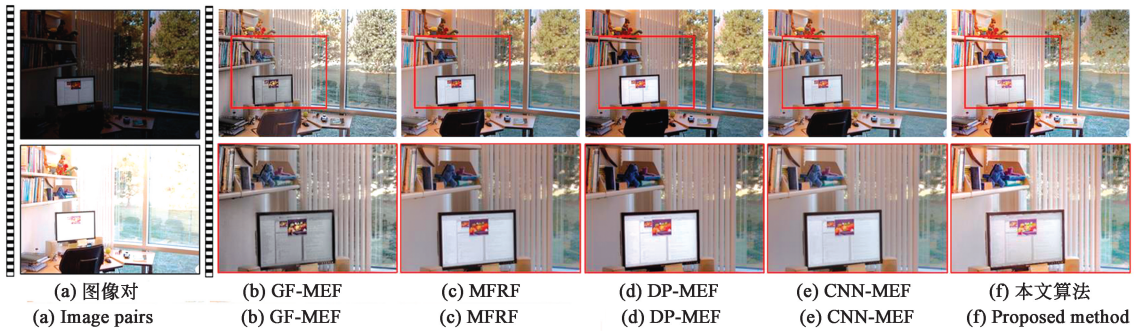 (a) 图像对 (b) GF-MEF (c) MFRF (d) DP-MEF (e) CNN-MEF (f) 本文算法
(a) Image pairs (b) GF-MEF (c) MFRF (d) DP-MEF (e) CNN-MEF (f) Proposed method